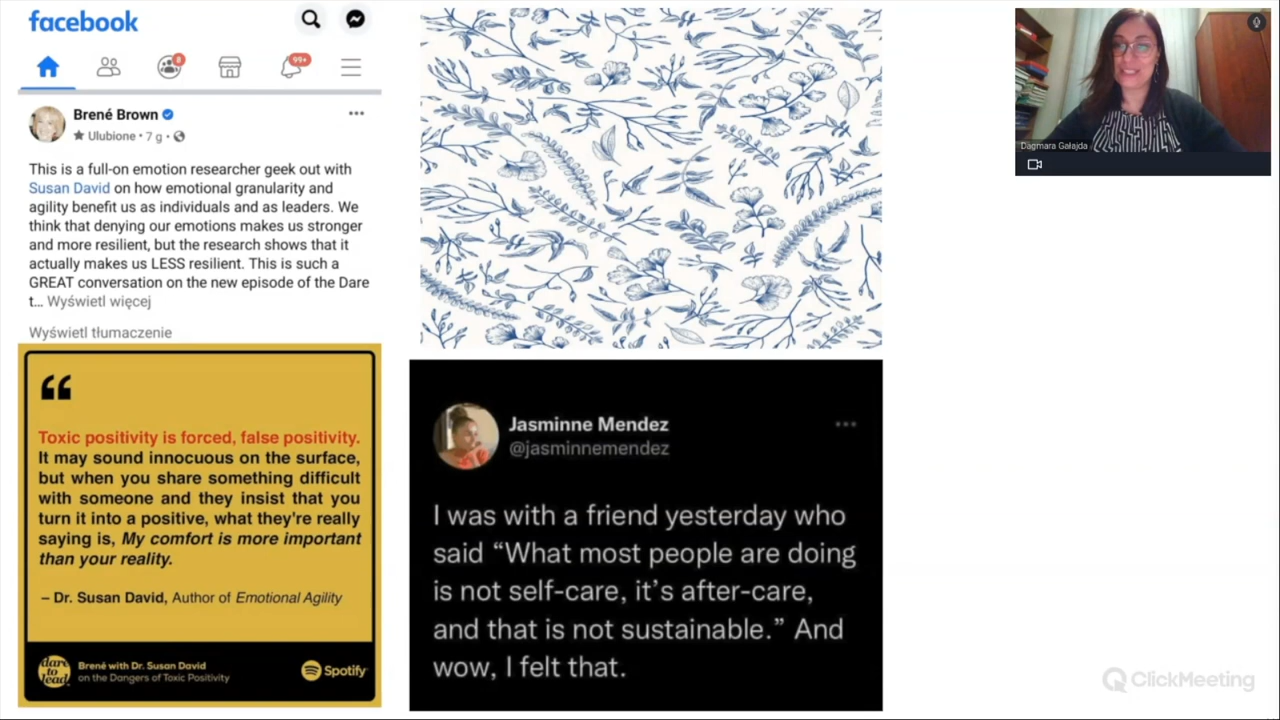 facebook
8
99+
Brené Brown
Ulubione • 7 g •
This is a full-on emotion researcher geek out with
Susan David on how emotional granularity and
agility benefit us as individuals and as leaders. We
think that denying our emotions makes us stronger
and more resilient, but the research shows that it
actually makes us LESS resilient. This is such a
GREAT conversation on the new episode of the Dare
t... Wyświetl więcej
Wyświetl tłumaczenie
“
Toxic positivity is forced, false positivity.
It may sound innocuous on the surface,
but when you share something difficult
with someone and they insist that you
turn it into a positive, what they're really
saying is, My comfort is more important
than your reality.
– Dr. Susan David, Author of Emotional Agility
dare
to
lead
Brené with Dr. Susan David
on the Dangers of Toxic Positivity
Spotify
Jasminne Mendez
@jasminnemendez
I was with a friend yesterday who
said “What most people are doing
is not self-care, it’s after-care,
and that is not sustainable.” And
wow, I felt that.
Dagmara Gałajda
ClickMeeting